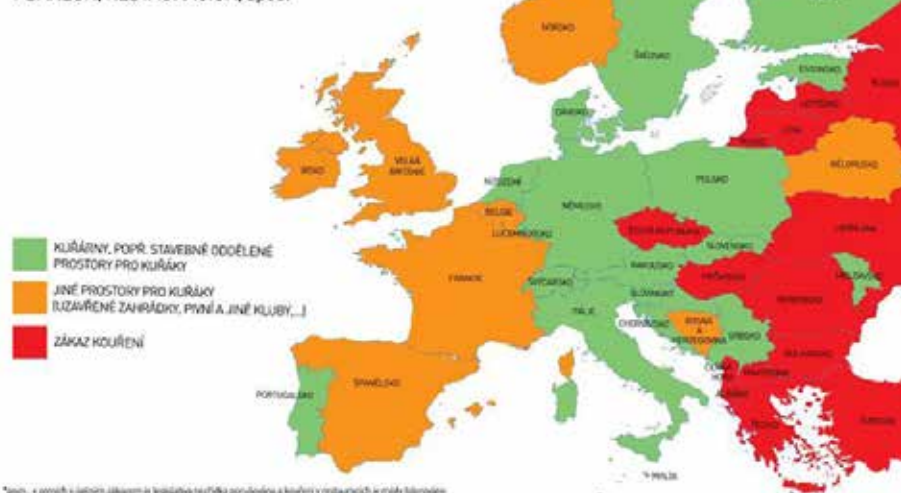 NORSKO
ŠVÉDSKO
ESTONSKO
LOTYŠSKO
LITVA
DÁNSKO
BĚLORUSKO
IRSKO
VELKÁ
BRITÁNIE
NIZOZEMÍ
POLSKO
NĚMECKO
BELGIE
LUCEMBURSKO
ČESKÁ REPUBLIKA
UKRAJINA
SLOVENSKO
KUŘÁRNY, POPŘ. STAVEBNĚ ODDĚLENÉ
PROSTORY PRO KUŘÁKY
RAKOUSKO
MAĎARSKO
MOLDAVSKO
JINÉ PROSTORY PRO KUŘÁKY
(UZAVŘENÉ ZAHRÁDKY, PIVNÍ A JINÉ KLUBY,...)
FRANCIE
ŠVÝCARSKO
SLOVINSKO
RUMUNSKO
ITÁLIE
CHORVATSKO
BOSNA
A
HERZEGOVINA
SRBSKO
ZÁKAZ KOUŘENÍ
BULHARSKO
ČERNÁ
HORA
MAKEDONIE
PORTUGALSKO
ŠPANĚLSKO
ALBÁNIE
ŘECKO
TURECKO
MALTA